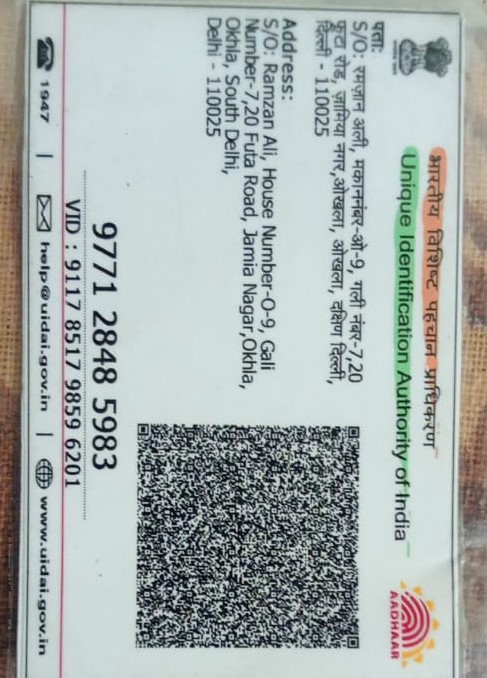 भारतीय विशिष्ट पहचान प्राधिकरण
Unique Identification Authority of India
AADHAAR
पता:
S/O: रमज़ान अली, मकाननंबर-ओ-9, गली नंबर-7,20
फूटा रोड, ज़ामिया नगर,ओखला, ओखला, दक्षिण दिल्ली,
दिल्ली - 110025
Address:
S/O: Ramzan Ali, House Number-O-9, Gali
Number-7,20 Futa Road, Jamia Nagar,Okhla,
Okhla, South Delhi,
Delhi - 110025
9771 2848 5983
VID : 9117 8517 9859 6201
1947 | help@uidai.gov.in | www.uidai.gov.in